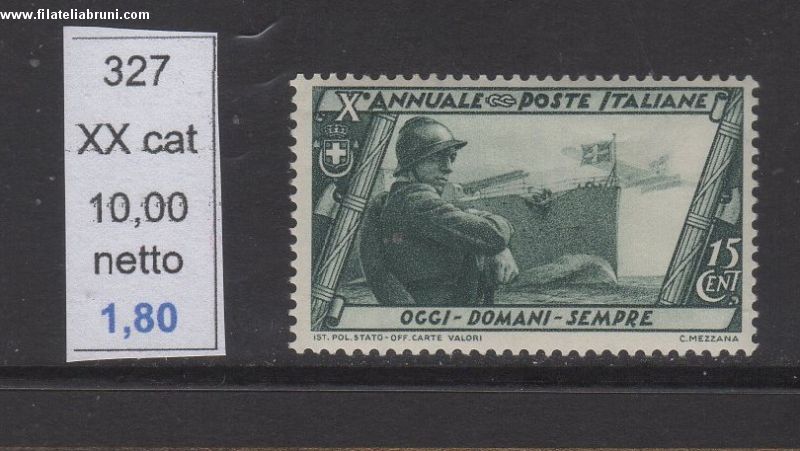 www.filateliabruni.com
327
XX cat
10,00
netto
1,80
X° ANNUALE POSTE ITALIANE
15
CENT.
OGGI - DOMANI - SEMPRE
IST. POL. STATO - OFF. CARTE VALORI C. MEZZANA